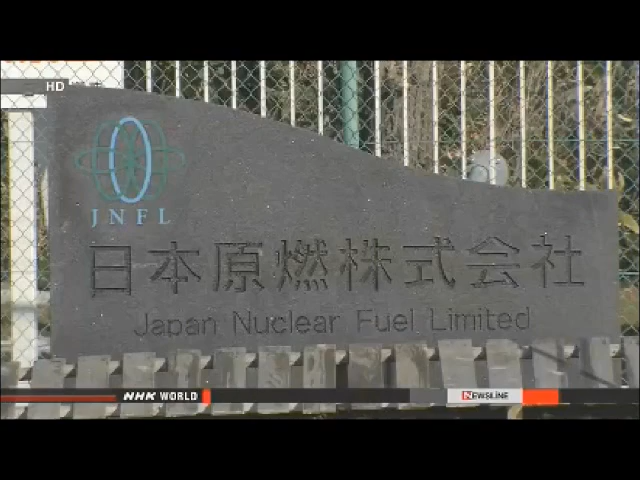 HD
JNFL
日本原燃株式会社
Japan Nuclear Fuel Limited
NHK WORLD
NEWSLINE